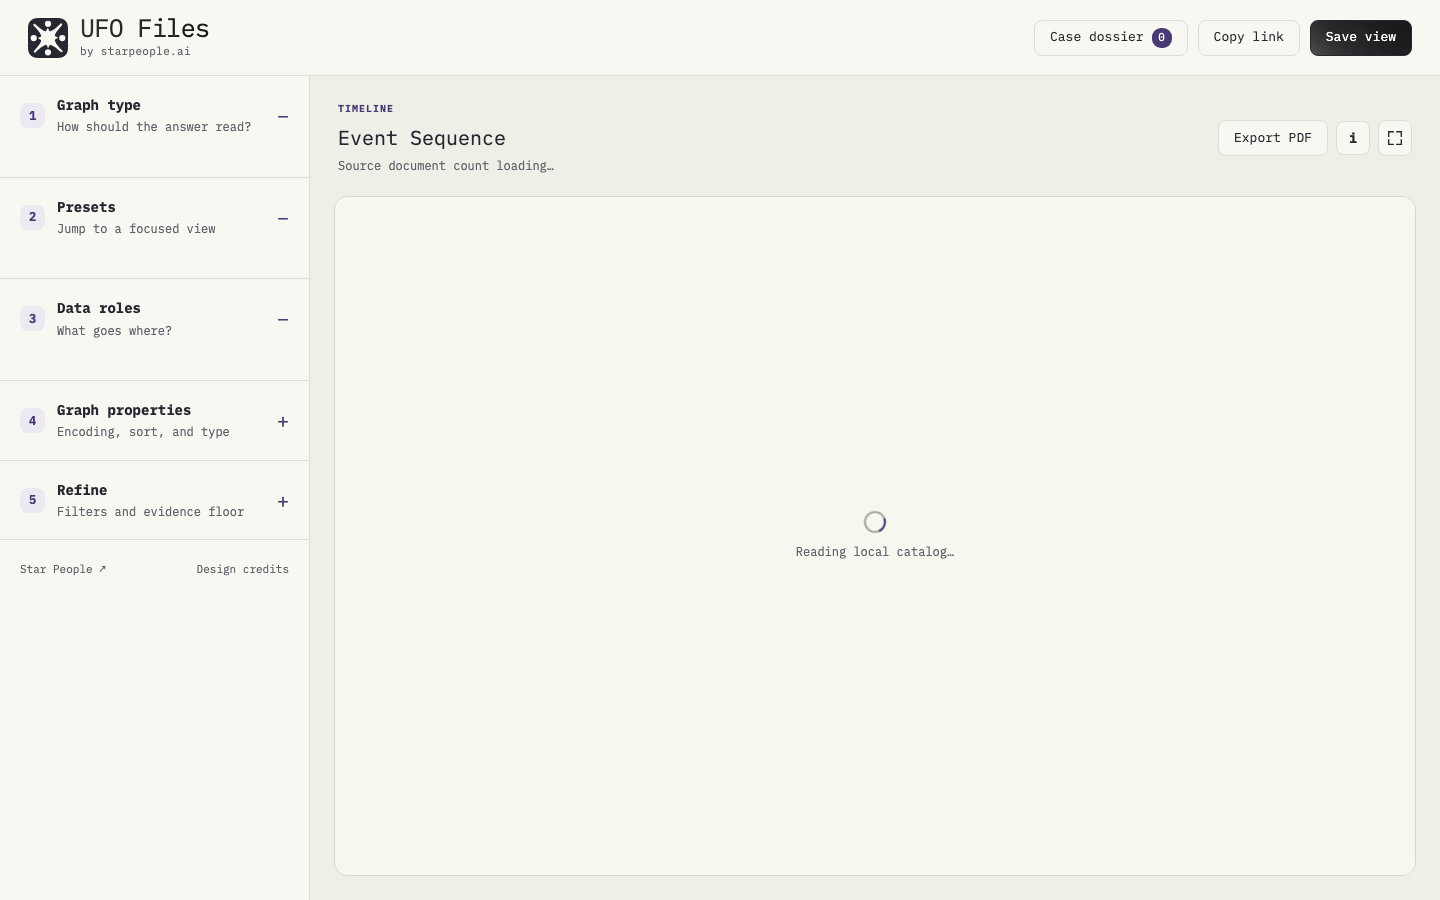 UFO Files
by starpeople.ai
Case dossier 0
Copy link
Save view
1 Graph type
How should the answer read?
2 Presets
Jump to a focused view
3 Data roles
What goes where?
4 Graph properties
Encoding, sort, and type
5 Refine
Filters and evidence floor
Star People ↗
Design credits
TIMELINE
Event Sequence
Source document count loading…
Export PDF
i
Reading local catalog…